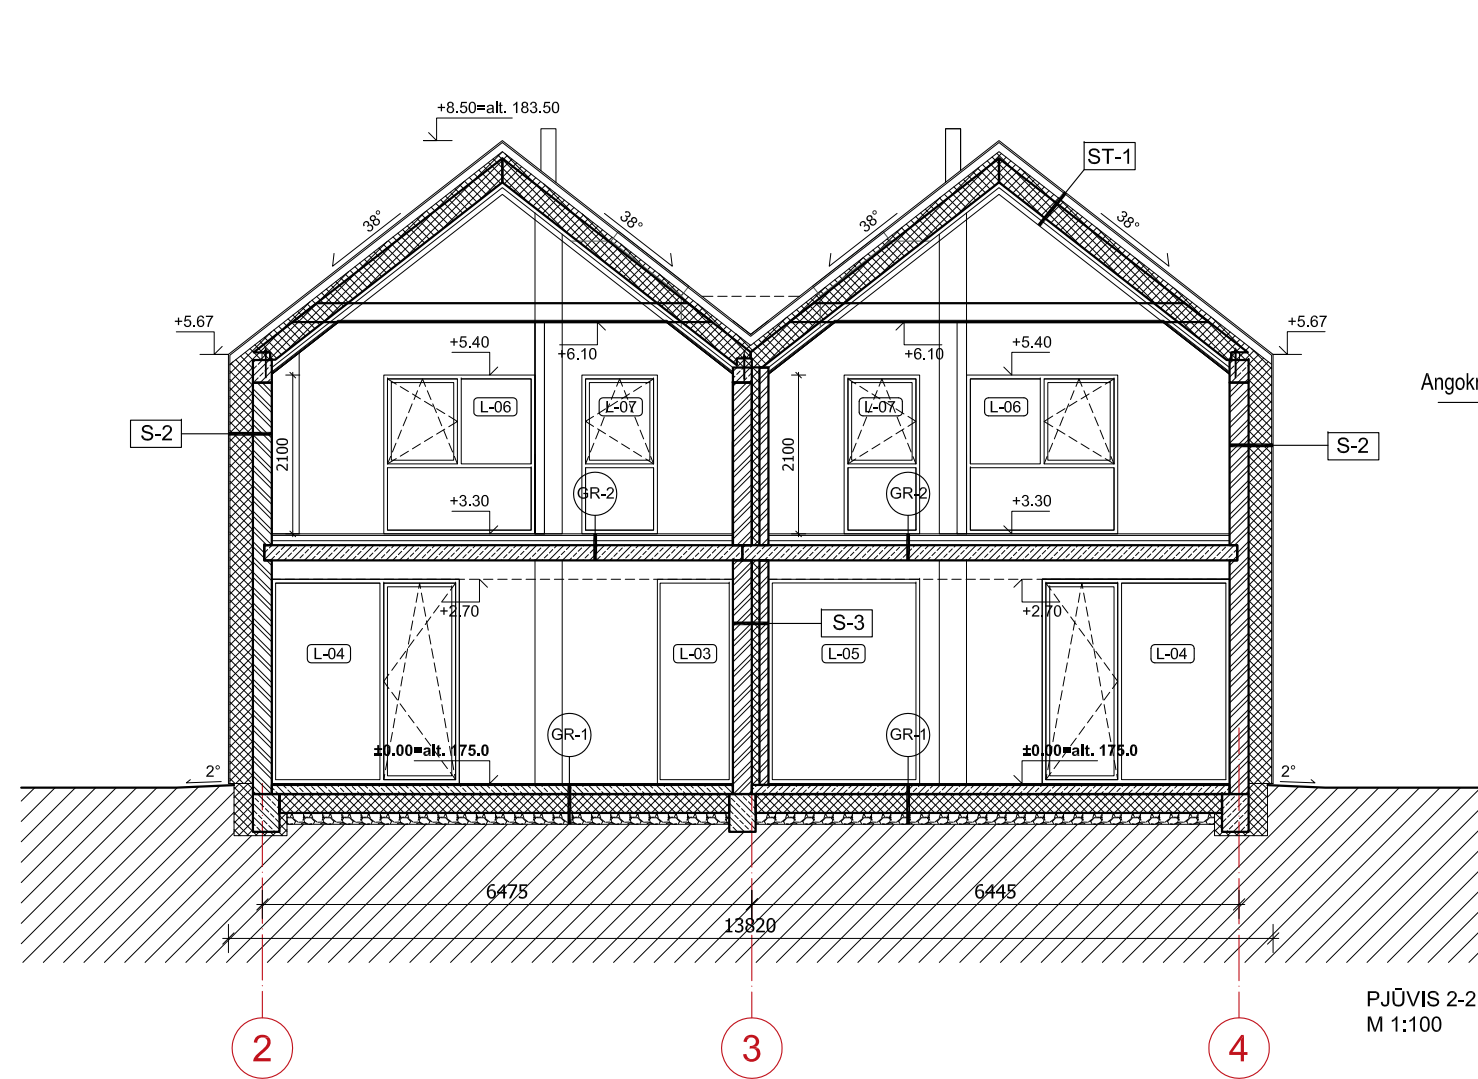 +8.50=alt. 183.50
ST-1
38°
38°
38°
38°
+5.67
+5.67
+5.40
+6.10
+6.10
+5.40
Angokr
L-06
L-07
L-07
L-06
S-2
S-2
2100
2100
GR-2
GR-2
+3.30
+3.30
+2.70
+2.70
S-3
L-04
L-03
L-05
L-04
GR-1
GR-1
±0.00=alt. 175.0
±0.00=alt. 175.0
2°
2°
6475
6445
13820
PJŪVIS 2-2
M 1:100
2
3
4